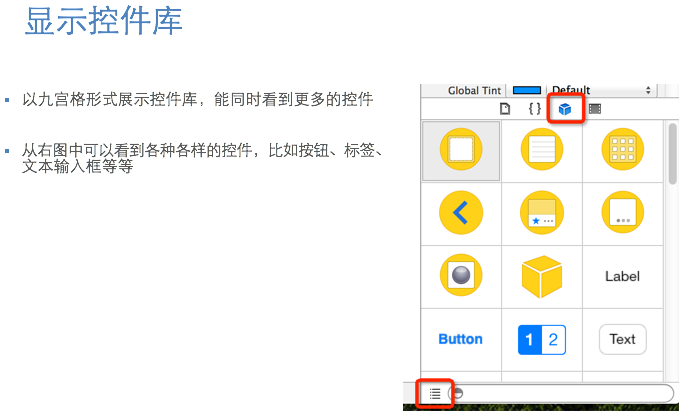 显示控件库
以九宫格形式展示控件库，能同时看到更多的控件
从右图中可以看到各种各样的控件，比如按钮、标签、
文本输入框等等
Global Tint Default
{ }
Label
Button 1 2 Text